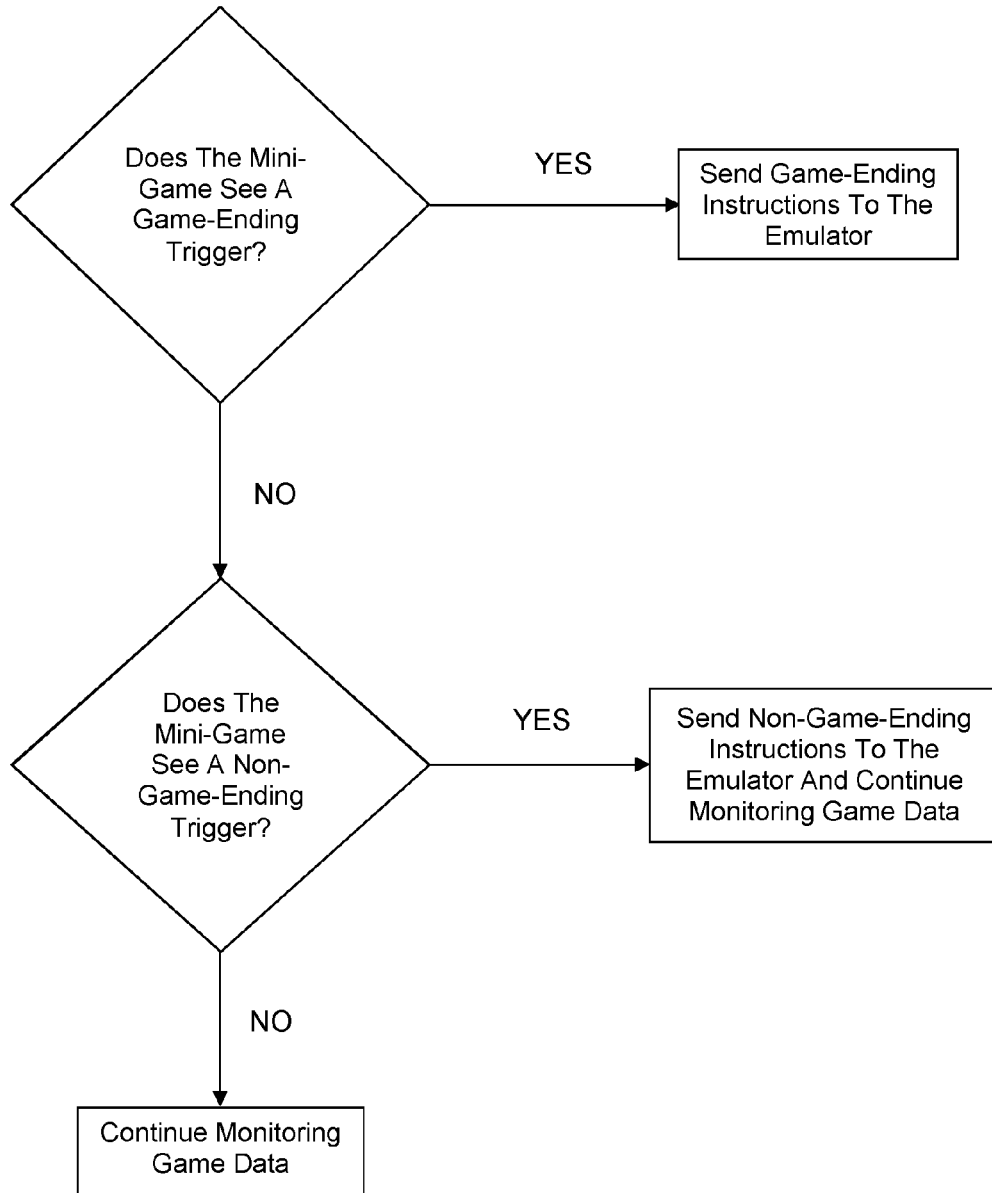 Does The Mini-
Game See A
Game-Ending
Trigger?
YES
Send Game-Ending
Instructions To The
Emulator
NO
Does The
Mini-Game
See A Non-
Game-Ending
Trigger?
YES
Send Non-Game-Ending
Instructions To The
Emulator And Continue
Monitoring Game Data
NO
Continue Monitoring
Game Data